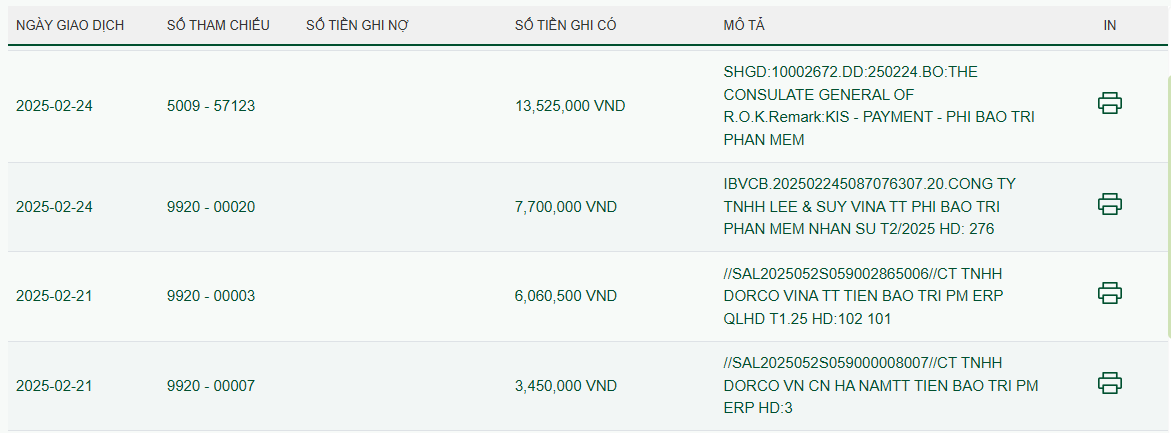 NGÀY GIAO DỊCH SỐ THAM CHIẾU SỐ TIỀN GHI NỢ SỐ TIỀN GHI CÓ MÔ TẢ IN
2025-02-24 5009 - 57123 13,525,000 VND
SHGD:10002672.DD:250224.BO:THE
CONSULATE GENERAL OF
R.O.K.Remark:KIS - PAYMENT - PHI BAO TRI
PHAN MEM
2025-02-24 9920 - 00020 7,700,000 VND
IBVCB.202502245087076307.20.CONG TY
TNHH LEE & SUY VINA TT PHI BAO TRI
PHAN MEM NHAN SU T2/2025 HD: 276
2025-02-21 9920 - 00003 6,060,500 VND
//SAL2025052S059002865006//CT TNHH
DORCO VINA TT TIEN BAO TRI PM ERP
QLHD T1.25 HD:102 101
2025-02-21 9920 - 00007 3,450,000 VND
//SAL2025052S059000008007//CT TNHH
DORCO VN CN HA NAMTT TIEN BAO TRI PM
ERP HD:3